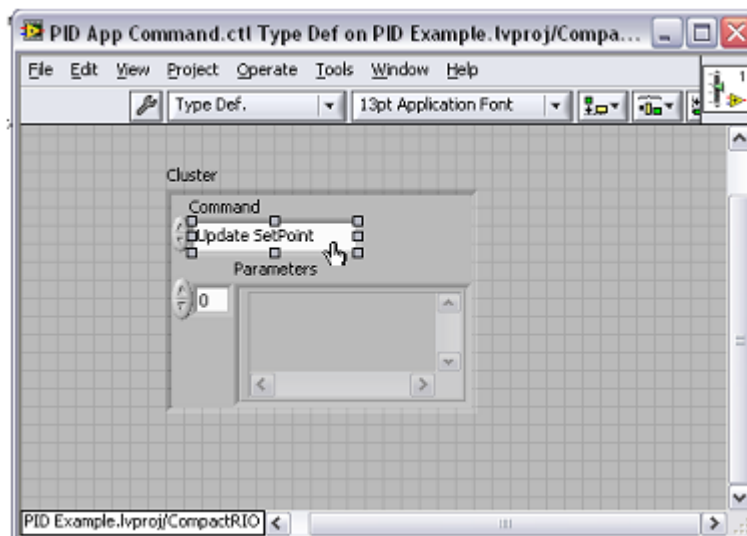 PID App Command.ctl Type Def on PID Example.lvproj/Compa...
File Edit View Project Operate Tools Window Help
Type Def. 13pt Application Font
1
Cluster
Command
Update SetPoint
Parameters
0
PID Example.lvproj/CompactRIO